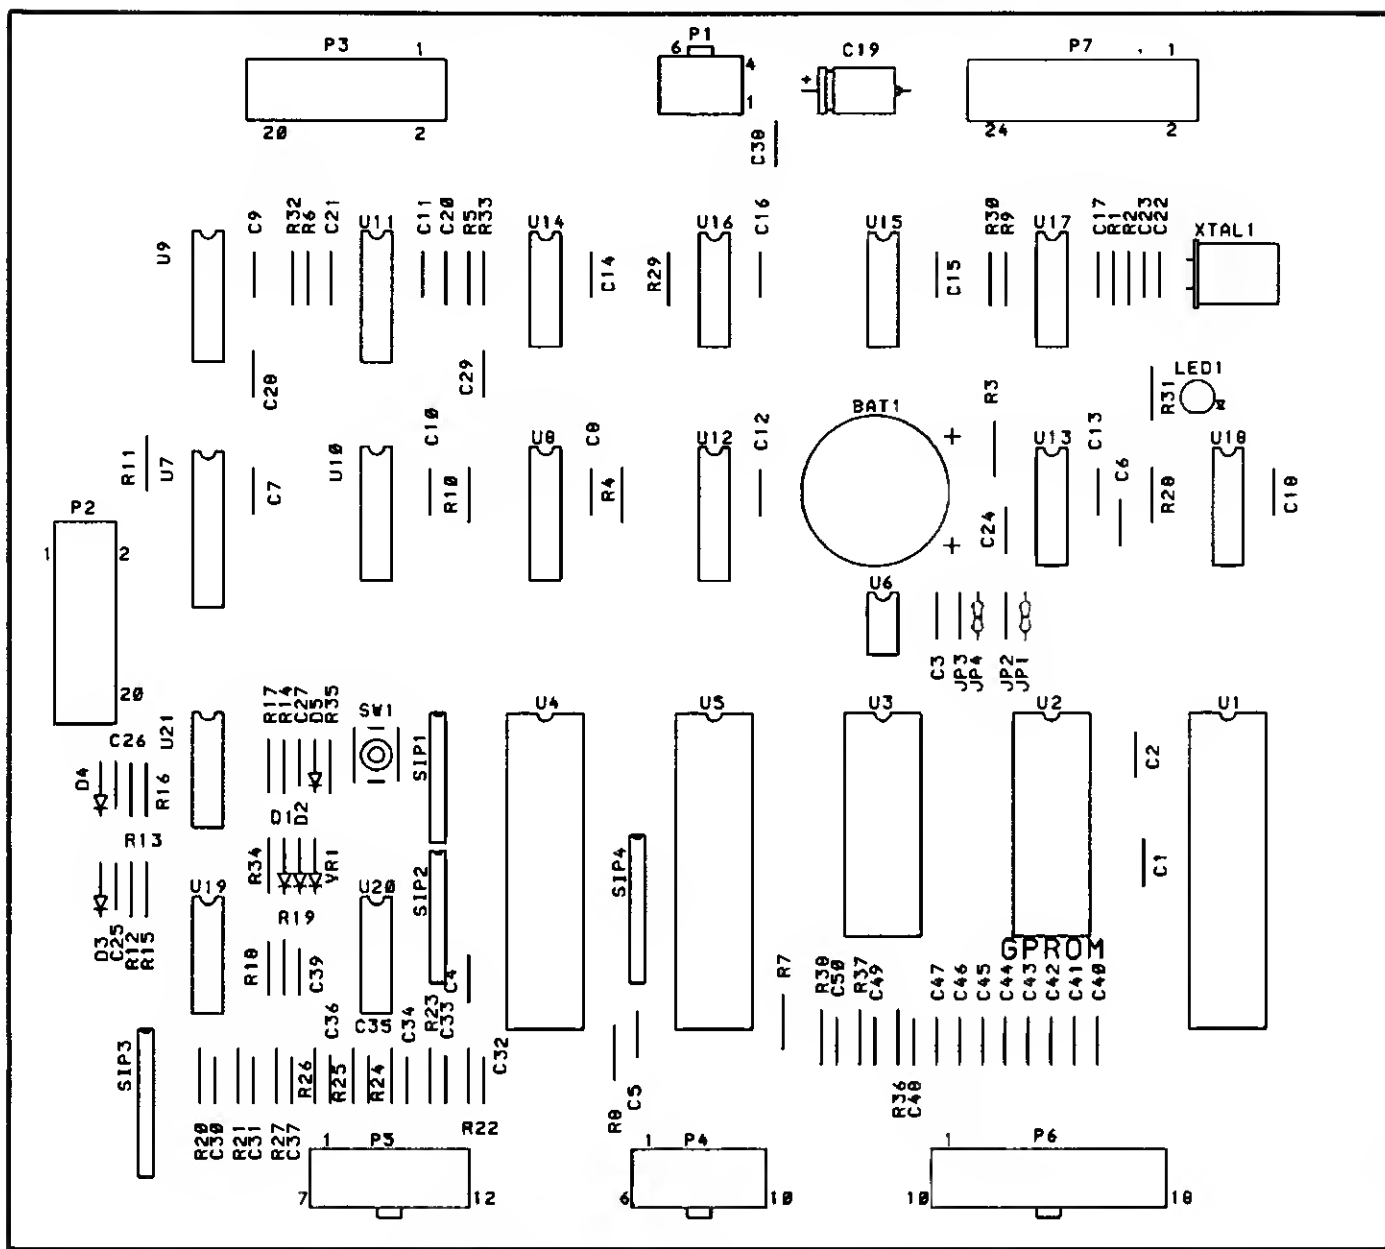 P3 1
P1
6
4
1
C19
+
P7 1
20 2
24 2
C38
U9
C9
R32
R6
C21
U11
C11
C20
R5
R33
U14
C14
R29
U16
C16
U15
C15
R30
R9
U17
C17
R1
R2
C23
C22
XTAL1
C28
C29
LED1
R31
R3
BAT1
+
+
R11
U7
C7
U10
C10
R10
U8
C8
R4
U12
C12
C24
U13
C13
C6
R28
U18
C18
P2
1 2
20
U6
C3
JP3
JP4
JP2
JP1
C26
U21
R17
R14
C27
D5
R35
SW1
SIP1
U4
U5
U3
U2
U1
C2
D4
R16
R13
D1
D2
R34
VR1
U19
U20
SIP2
SIP4
C1
D3
C25
R12
R15
R19
R18
C39
C4
GPROM
C36
C35
C34
R23
C33
C32
R7
R38
C50
R37
C49
C47
C46
C45
C44
C43
C42
C41
C40
SIP3
R26
R25
R24
R8
C5
R36
C48
R20
C30
R21
C31
R27
C37
R22
1 P5
7 12
1 P4
6 10
1 P6
10 18